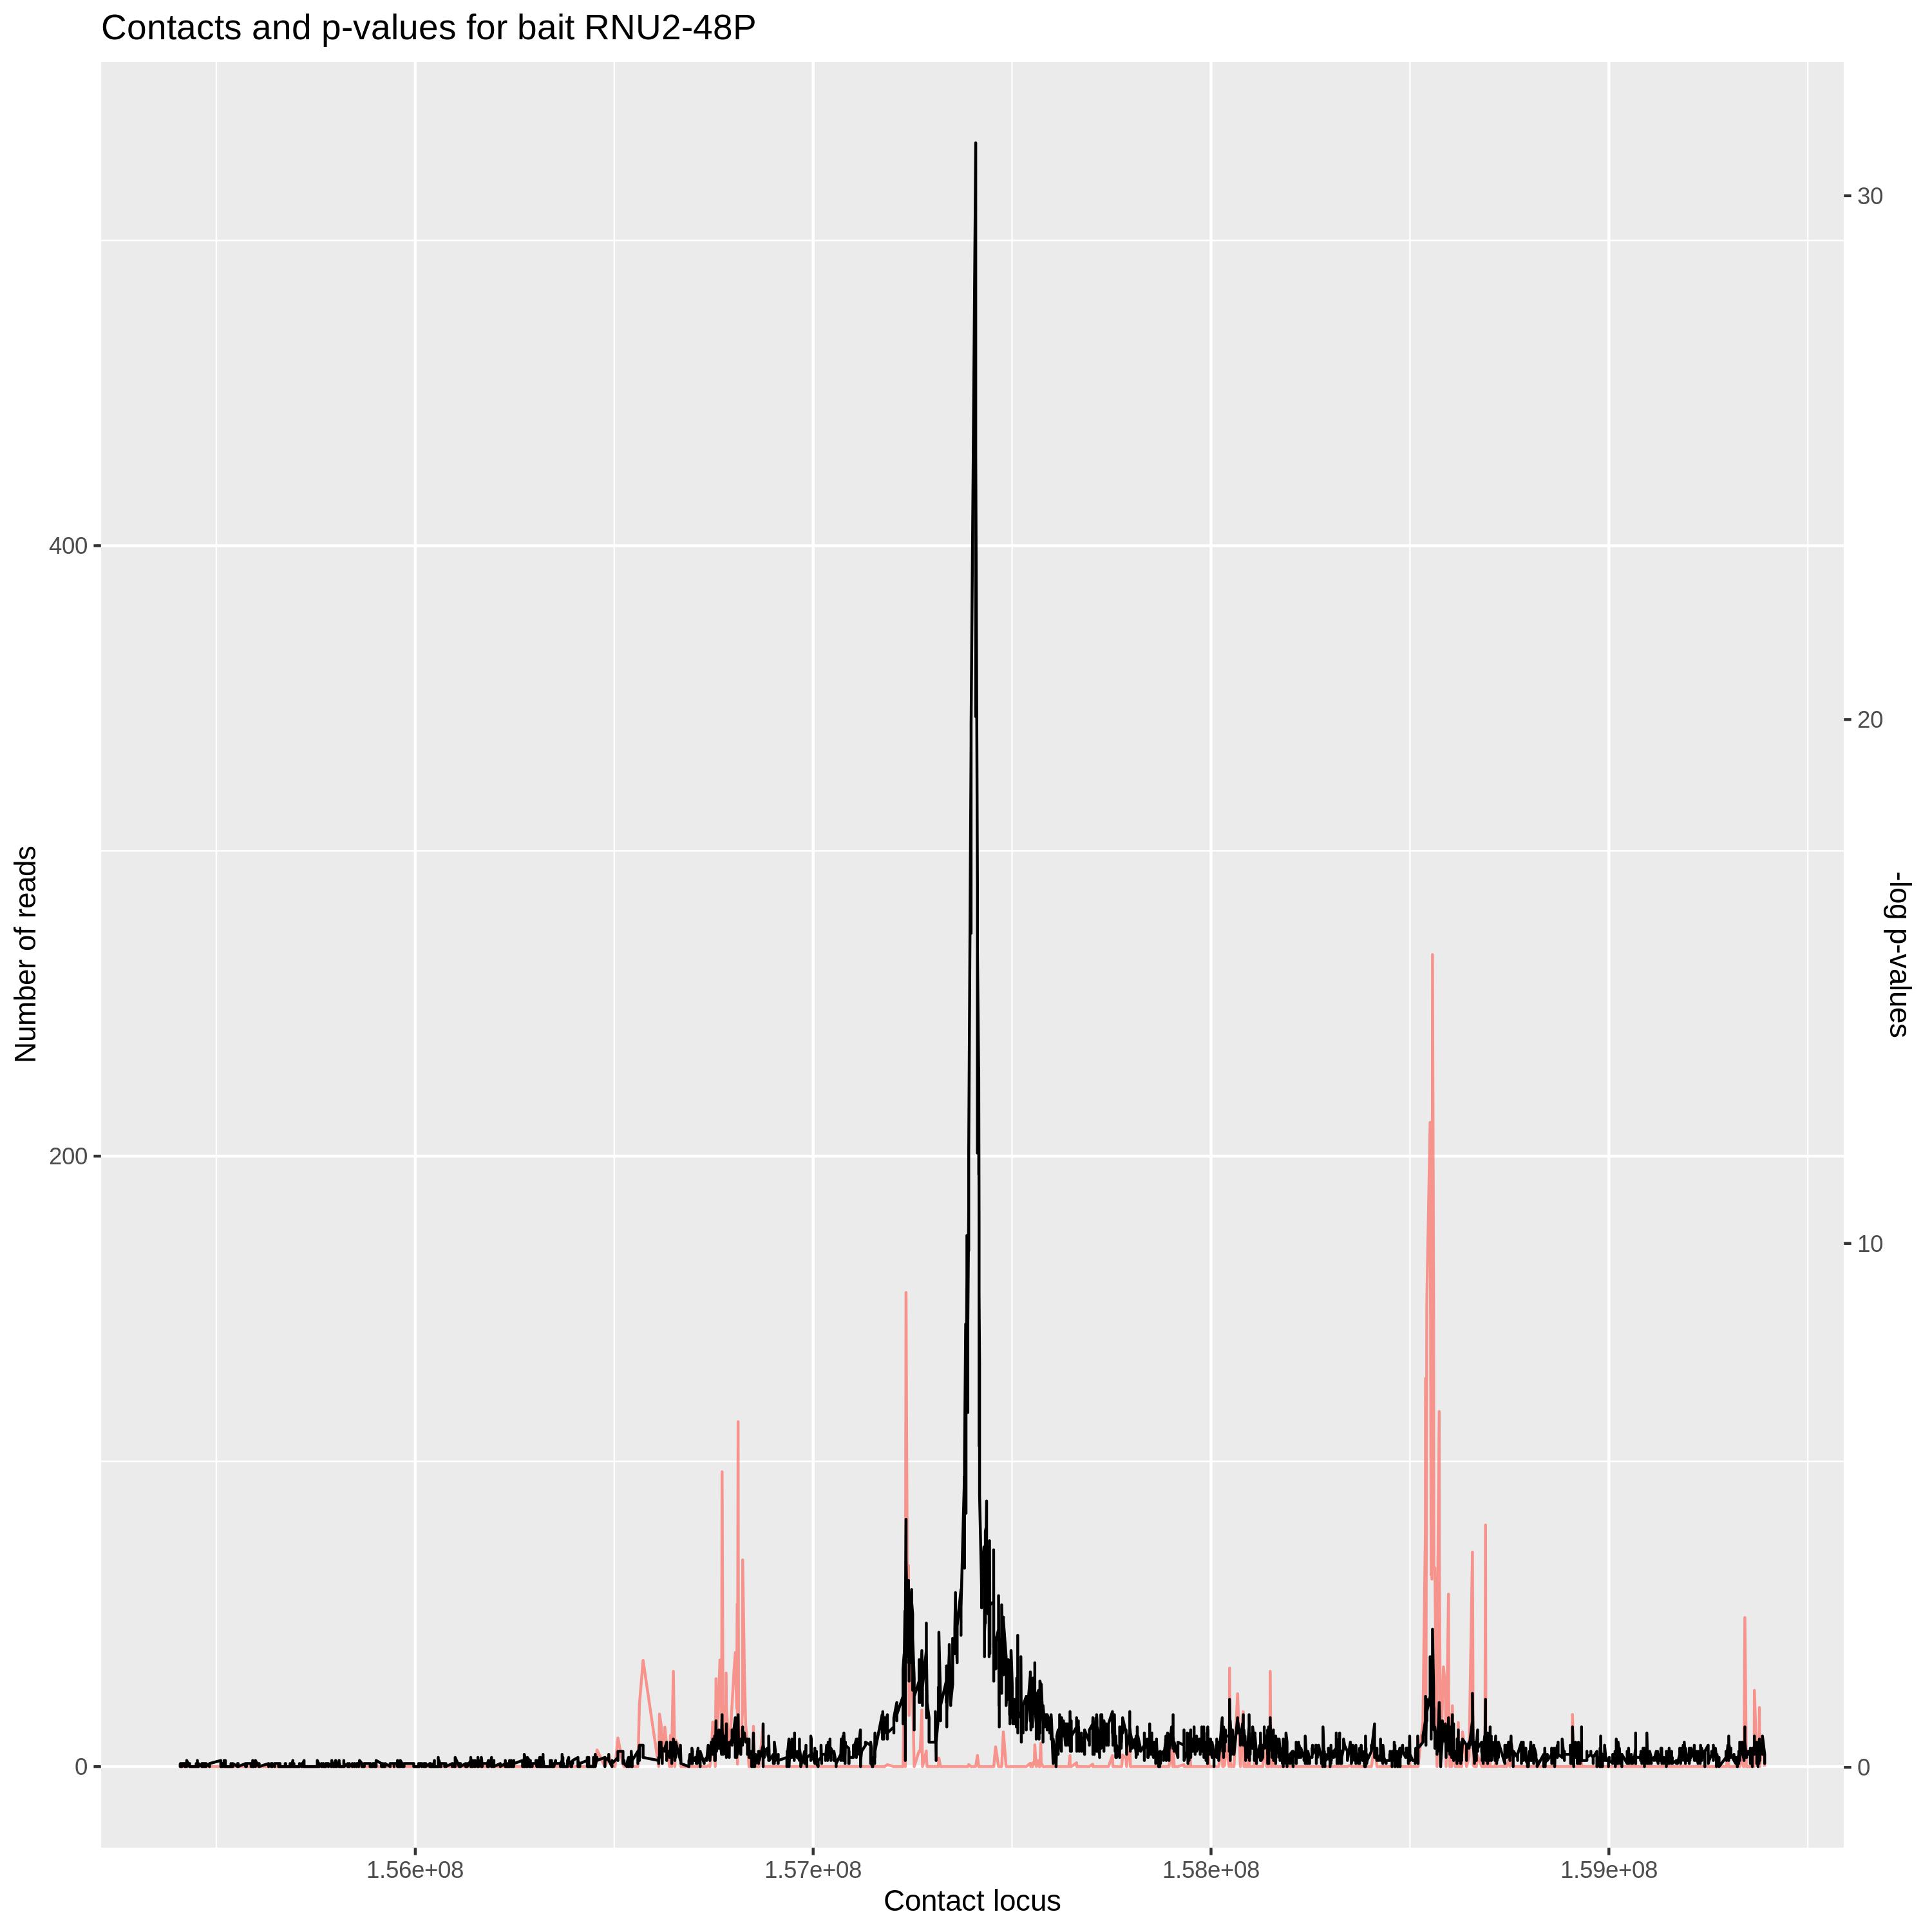 Contacts and p-values for bait RNU2-48P
Number of reads
400
200
0
30
20
10
0
-log p-values
1.56e+08 1.57e+08 1.58e+08 1.59e+08
Contact locus